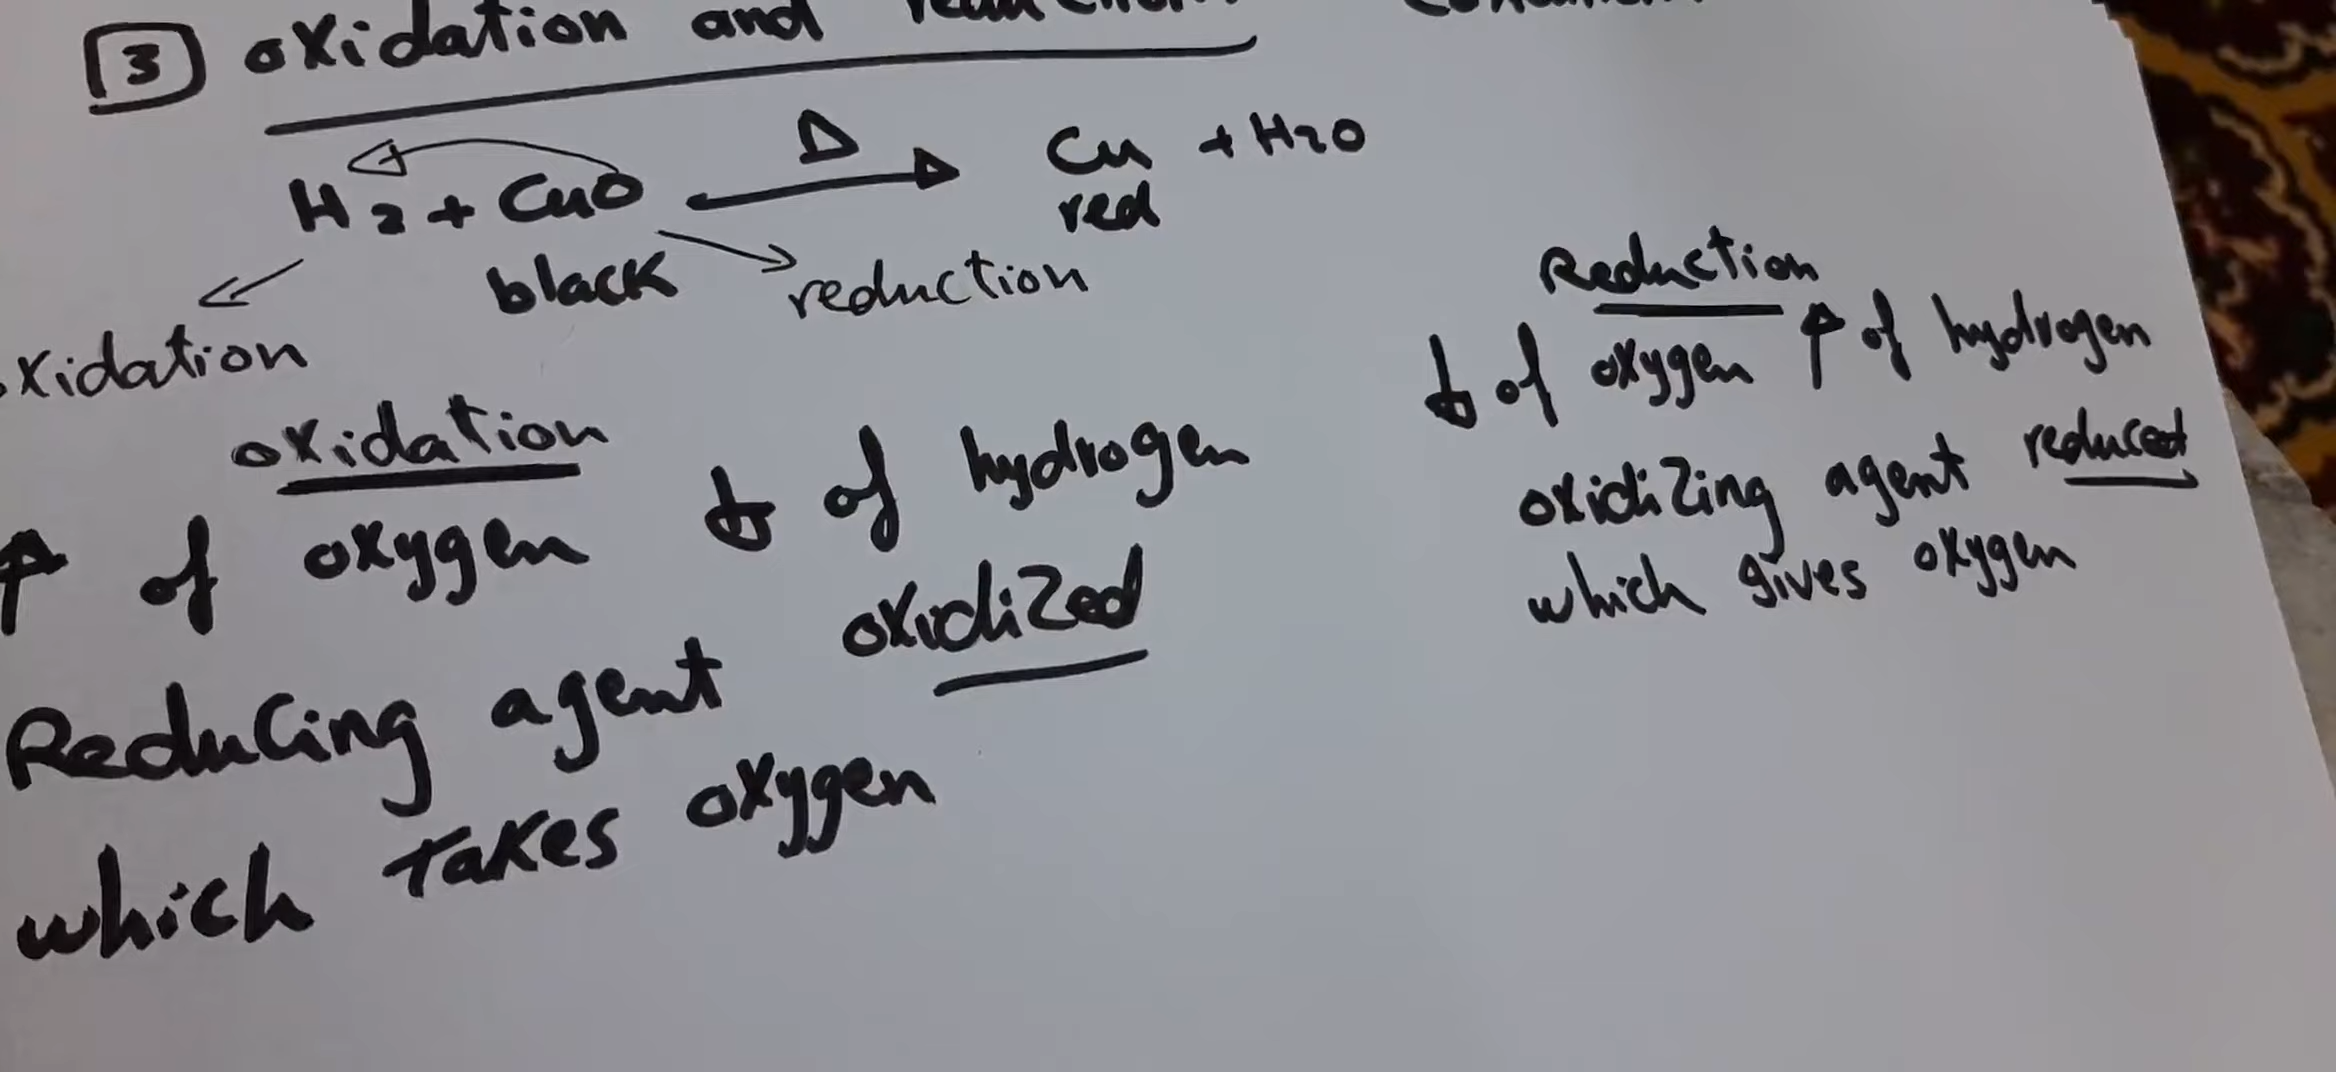 3 oxidation and
H2 + CuO Δ Cu + H2O
black red
reduction
xidation
oxidation
↑ of oxygen ↓ of hydrogen
Reducing agent oxidized
which takes oxygen
Reduction
↓ of oxygen ↑ of hydrogen
oxidizing agent reduced
which gives oxygen